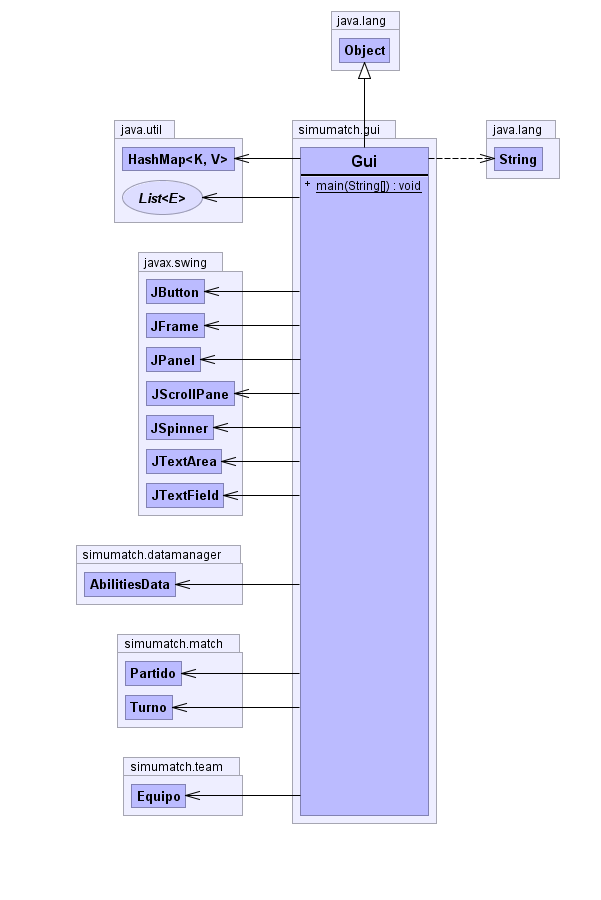 java.lang
Object
java.util
HashMap<K, V>
List<E>
simumatch.gui
Gui
+ main(String[]) : void
java.lang
String
javax.swing
JButton
JFrame
JPanel
JScrollPane
JSpinner
JTextArea
JTextField
simumatch.datamanager
AbilitiesData
simumatch.match
Partido
Turno
simumatch.team
Equipo